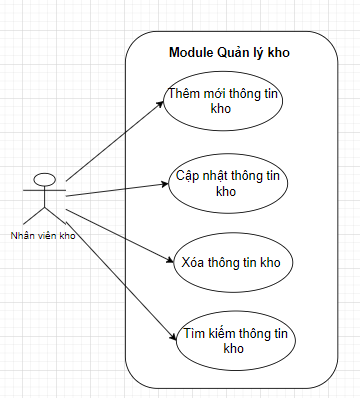 Module Quản lý kho
Thêm mới thông tin
kho
Cập nhật thông tin
kho
Nhân viên kho
Xóa thông tin kho
Tìm kiếm thông tin
kho